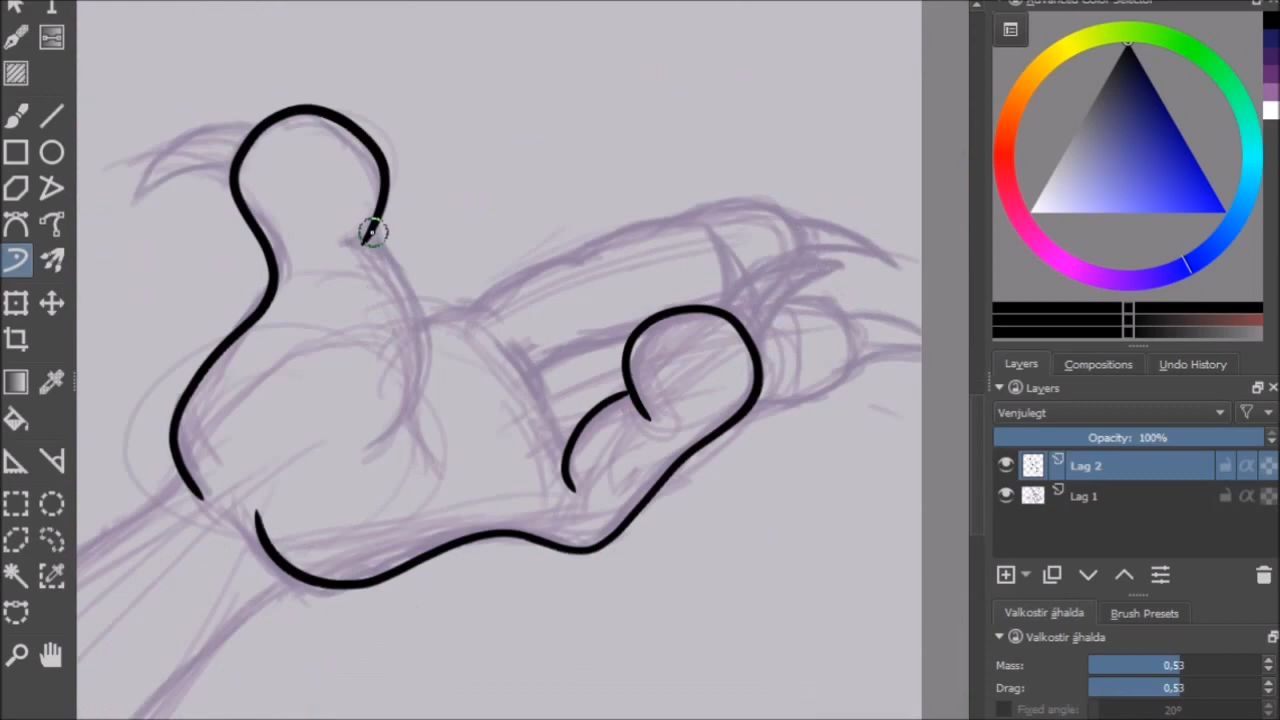 Advanced Color Selector
Layers
Compositions
Undo History
Layers
Venjulegt
Opacity: 100%
Lag 2
Lag 1
Valkostir áhalda
Brush Presets
Valkostir áhalda
Mass:
0,53
Drag:
0,53
Fixed angle:
20º